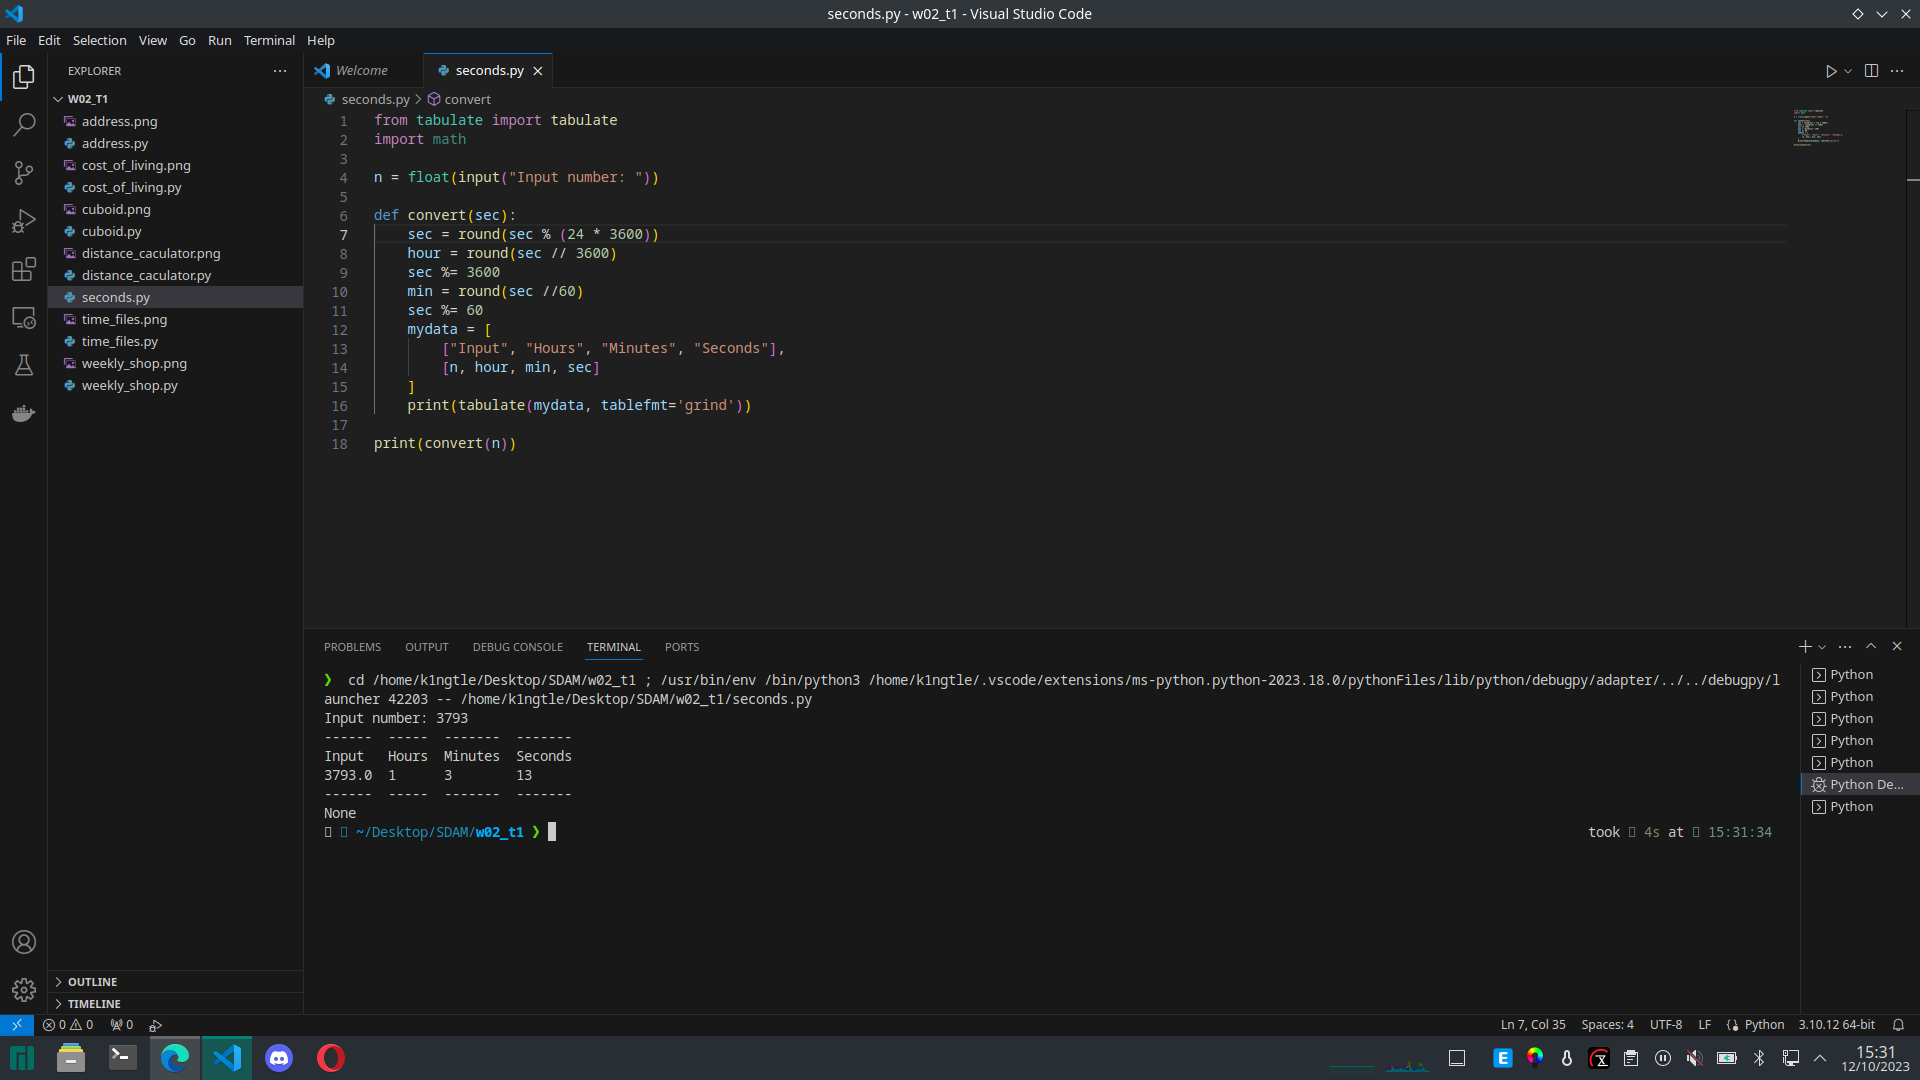 seconds.py - w02_t1 - Visual Studio Code
File Edit Selection View Go Run Terminal Help
EXPLORER
W02_T1
address.png
address.py
cost_of_living.png
cost_of_living.py
cuboid.png
cuboid.py
distance_caculator.png
distance_caculator.py
seconds.py
time_files.png
time_files.py
weekly_shop.png
weekly_shop.py
OUTLINE
TIMELINE
Welcome seconds.py
seconds.py > convert
1 from tabulate import tabulate
2 import math
3
4 n = float(input("Input number: "))
5
6 def convert(sec):
7 sec = round(sec % (24 * 3600))
8 hour = round(sec // 3600)
9 sec %= 3600
10 min = round(sec //60)
11 sec %= 60
12 mydata = [
13 ["Input", "Hours", "Minutes", "Seconds"],
14 [n, hour, min, sec]
15 ]
16 print(tabulate(mydata, tablefmt='grind'))
17
18 print(convert(n))
PROBLEMS OUTPUT DEBUG CONSOLE TERMINAL PORTS
❯ cd /home/k1ngtle/Desktop/SDAM/w02_t1 ; /usr/bin/env /bin/python3 /home/k1ngtle/.vscode/extensions/ms-python.python-2023.18.0/pythonFiles/lib/python/debugpy/adapter/../../debugpy/l
auncher 42203 -- /home/k1ngtle/Desktop/SDAM/w02_t1/seconds.py
Input number: 3793
------ ----- ------- -------
Input Hours Minutes Seconds
3793.0 1 3 13
------ ----- ------- -------
None
~/Desktop/SDAM/w02_t1 ❯ took 4s at 15:31:34
Python
Python
Python
Python
Python
Python De...
Python
0 0 0 Ln 7, Col 35 Spaces: 4 UTF-8 LF Python 3.10.12 64-bit
E 15:31
12/10/2023